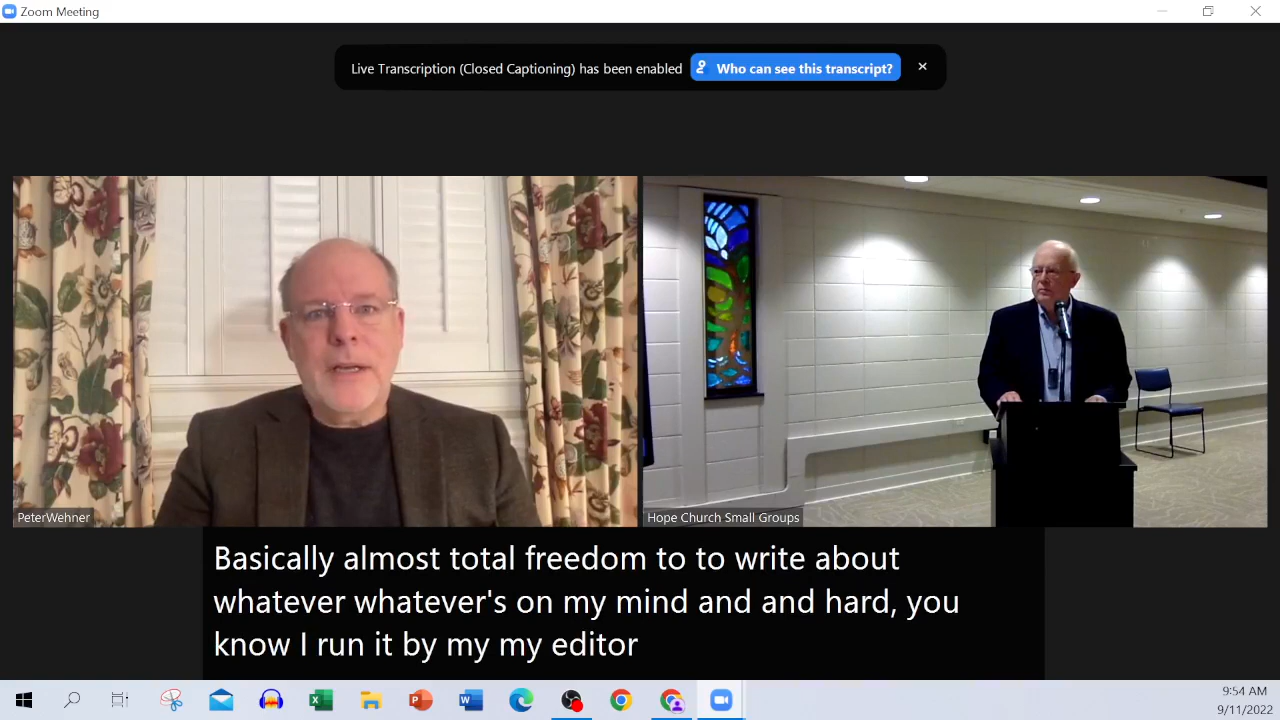 Zoom Meeting
Live Transcription (Closed Captioning) has been enabled
Who can see this transcript?
PeterWehner
Hope Church Small Groups
Basically almost total freedom to to write about
whatever whatever's on my mind and and hard, you
know I run it by my my editor
9:54 AM
9/11/2022